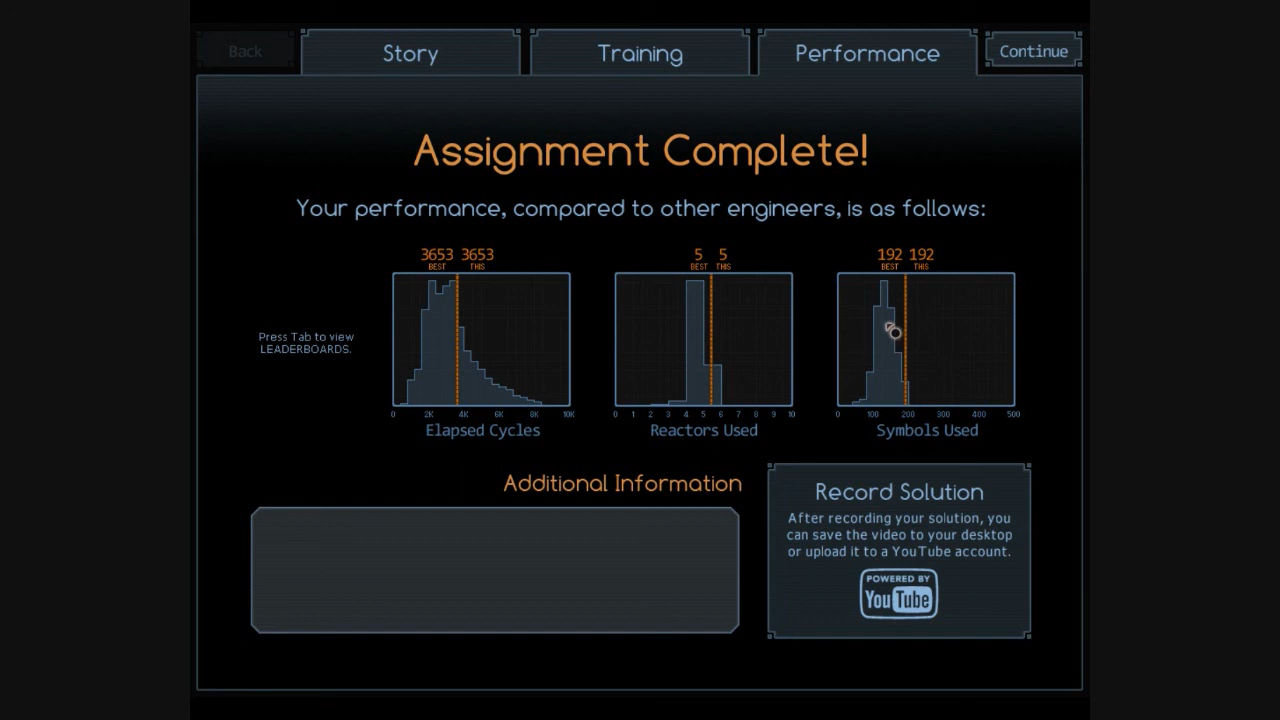 Back
Story
Training
Performance
Continue
Assignment Complete!
Your performance, compared to other engineers, is as follows:
3653 3653
BEST THIS
5 5
BEST THIS
192 192
BEST THIS
Press Tab to view
LEADERBOARDS.
0 2K 4K 6K 8K 10K
0 1 2 3 4 5 6 7 8 9 10
0 100 200 300 400 500
Elapsed Cycles
Reactors Used
Symbols Used
Additional Information
Record Solution
After recording your solution, you
can save the video to your desktop
or upload it to a YouTube account.
POWERED BY
YouTube